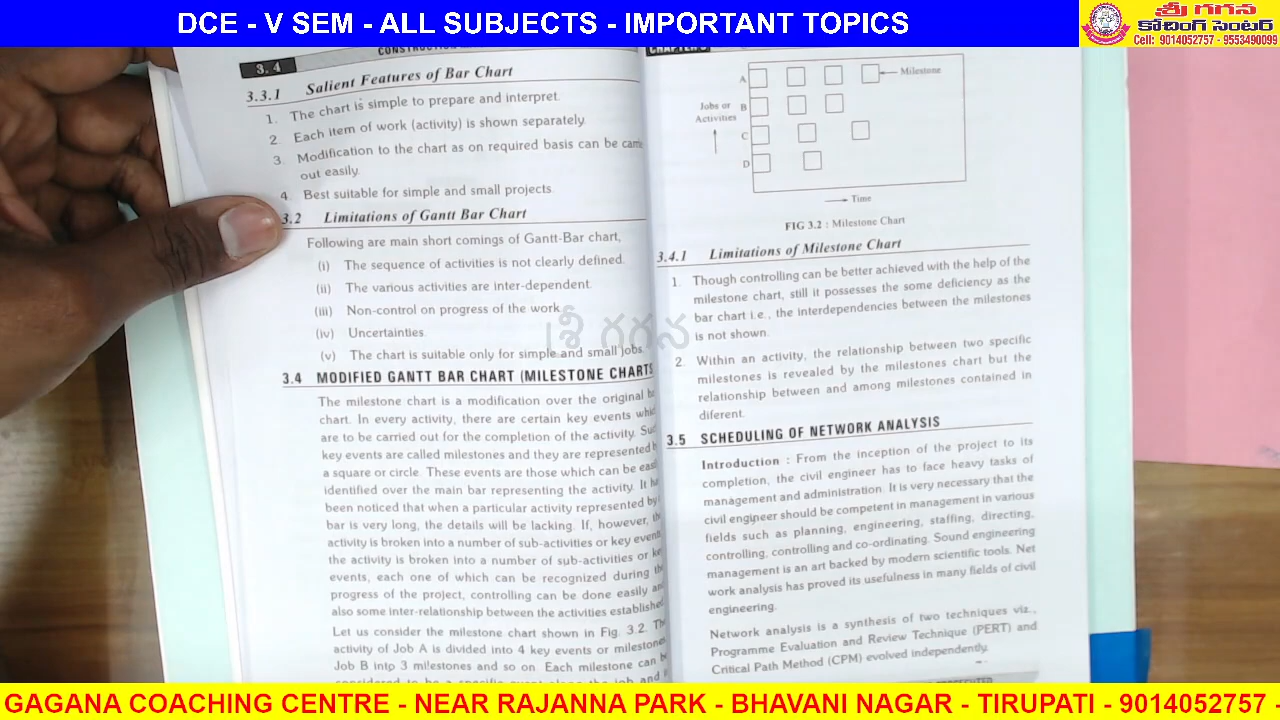 DCE - V SEM - ALL SUBJECTS - IMPORTANT TOPICS
శ్రీ గగన
కోచింగ్ సెంటర్
Cell: 9014052757 - 9553490099
3. 4
3.3.1 Salient Features of Bar Chart
1. The chart is simple to prepare and interpret.
2. Each item of work (activity) is shown separately.
3. Modification to the chart as on required basis can be
out easily.
4. Best suitable for simple and small projects.
3.2 Limitations of Gantt Bar Chart
Following are main short comings of Gantt-Bar chart,
(i) The sequence of activities is not clearly defined.
(ii) The various activities are inter-dependent.
(iii) Non-control on progress of the work.
(iv) Uncertainties.
(v) The chart is suitable only for simple and small jobs.
3.4 MODIFIED GANTT BAR CHART (MILESTONE CHARTS
The milestone chart is a modification over the original
chart. In every activity, there are certain key events
are to be carried out for the completion of the activity.
key events are called milestones and they are represented
a square or circle. These events are those which can be
identified over the main bar representing the activity. It
been noticed that when a particular activity represented by
bar is very long, the details will be lacking. If, however,
activity is broken into a number of sub-activities or key
the activity is broken into a number of sub-activities or
events, each one of which can be recognized during
progress of the project, controlling can be done easily
also some inter-relationship between the activities
Let us consider the milestone chart shown in Fig. 3.2.
activity of Job A is divided into 4 key events or
Job B into 3 milestones and so on. Each milestone can
A
Milestone
Jobs or B
Activities
C
D
Time
FIG 3.2 : Milestone Chart
3.4.1 Limitations of Milestone Chart
1. Though controlling can be better achieved with the help of the
milestone chart, still it possesses the some deficiency as the
bar chart i.e., the interdependencies between the milestones
is not shown.
2. Within an activity, the relationship between two specific
milestones is revealed by the milestones chart but the
relationship between and among milestones contained in
diferent.
3.5 SCHEDULING OF NETWORK ANALYSIS
Introduction : From the inception of the project to its
completion, the civil engineer has to face heavy tasks of
management and administration. It is very necessary that the
civil engineer should be competent in management in various
fields such as planning, engineering, staffing, directing,
controlling, controlling and co-ordinating. Sound engineering
management is an art backed by modern scientific tools. Net
work analysis has proved its usefulness in many fields of civil
engineering.
Network analysis is a synthesis of two techniques viz.,
Programme Evaluation and Review Technique (PERT) and
Critical Path Method (CPM) evolved independently.
శ్రీ గగన
GAGANA COACHING CENTRE - NEAR RAJANNA PARK - BHAVANI NAGAR - TIRUPATI - 9014052757 -